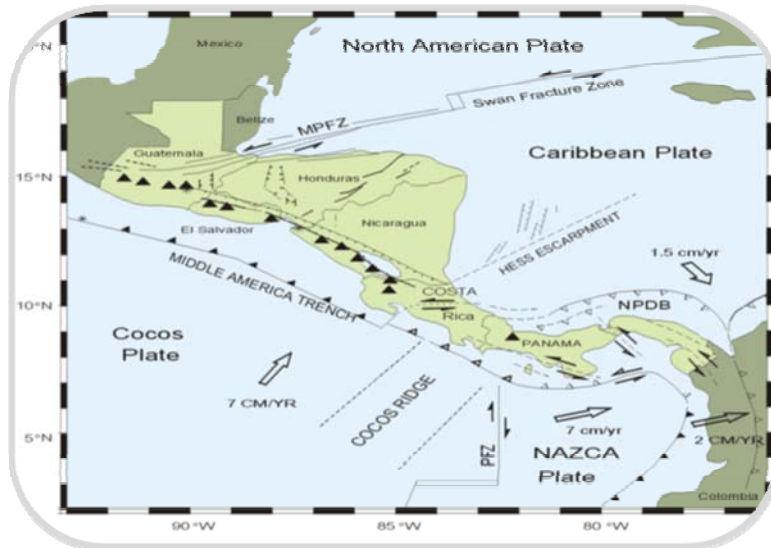 North American Plate
Mexico
Swan Fracture Zone
MPFZ
Belize
Guatemala
Caribbean Plate
15°N
Honduras
Nicaragua
El Salvador
HESS ESCARPMENT
1.5 cm/yr
MIDDLE AMERICA TRENCH
COSTA
Rica
10°N
NPDB
Cocos
Plate
PANAMA
7 CM/YR
COCOS RIDGE
7 cm/yr
2 CM/YR
5°N
PFZ
NAZCA
Plate
Colombia
90 °W
85 °W
80 °W